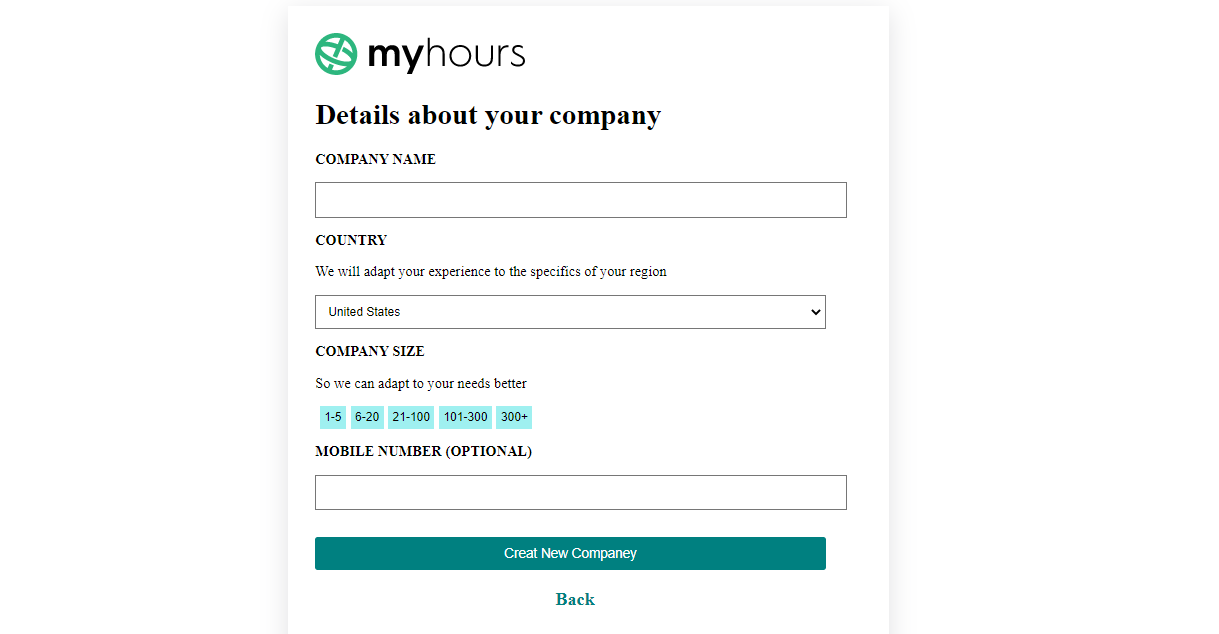 myhours
Details about your company
COMPANY NAME
COUNTRY
We will adapt your experience to the specifics of your region
United States
COMPANY SIZE
So we can adapt to your needs better
1-5 6-20 21-100 101-300 300+
MOBILE NUMBER (OPTIONAL)
Creat New Companey
Back